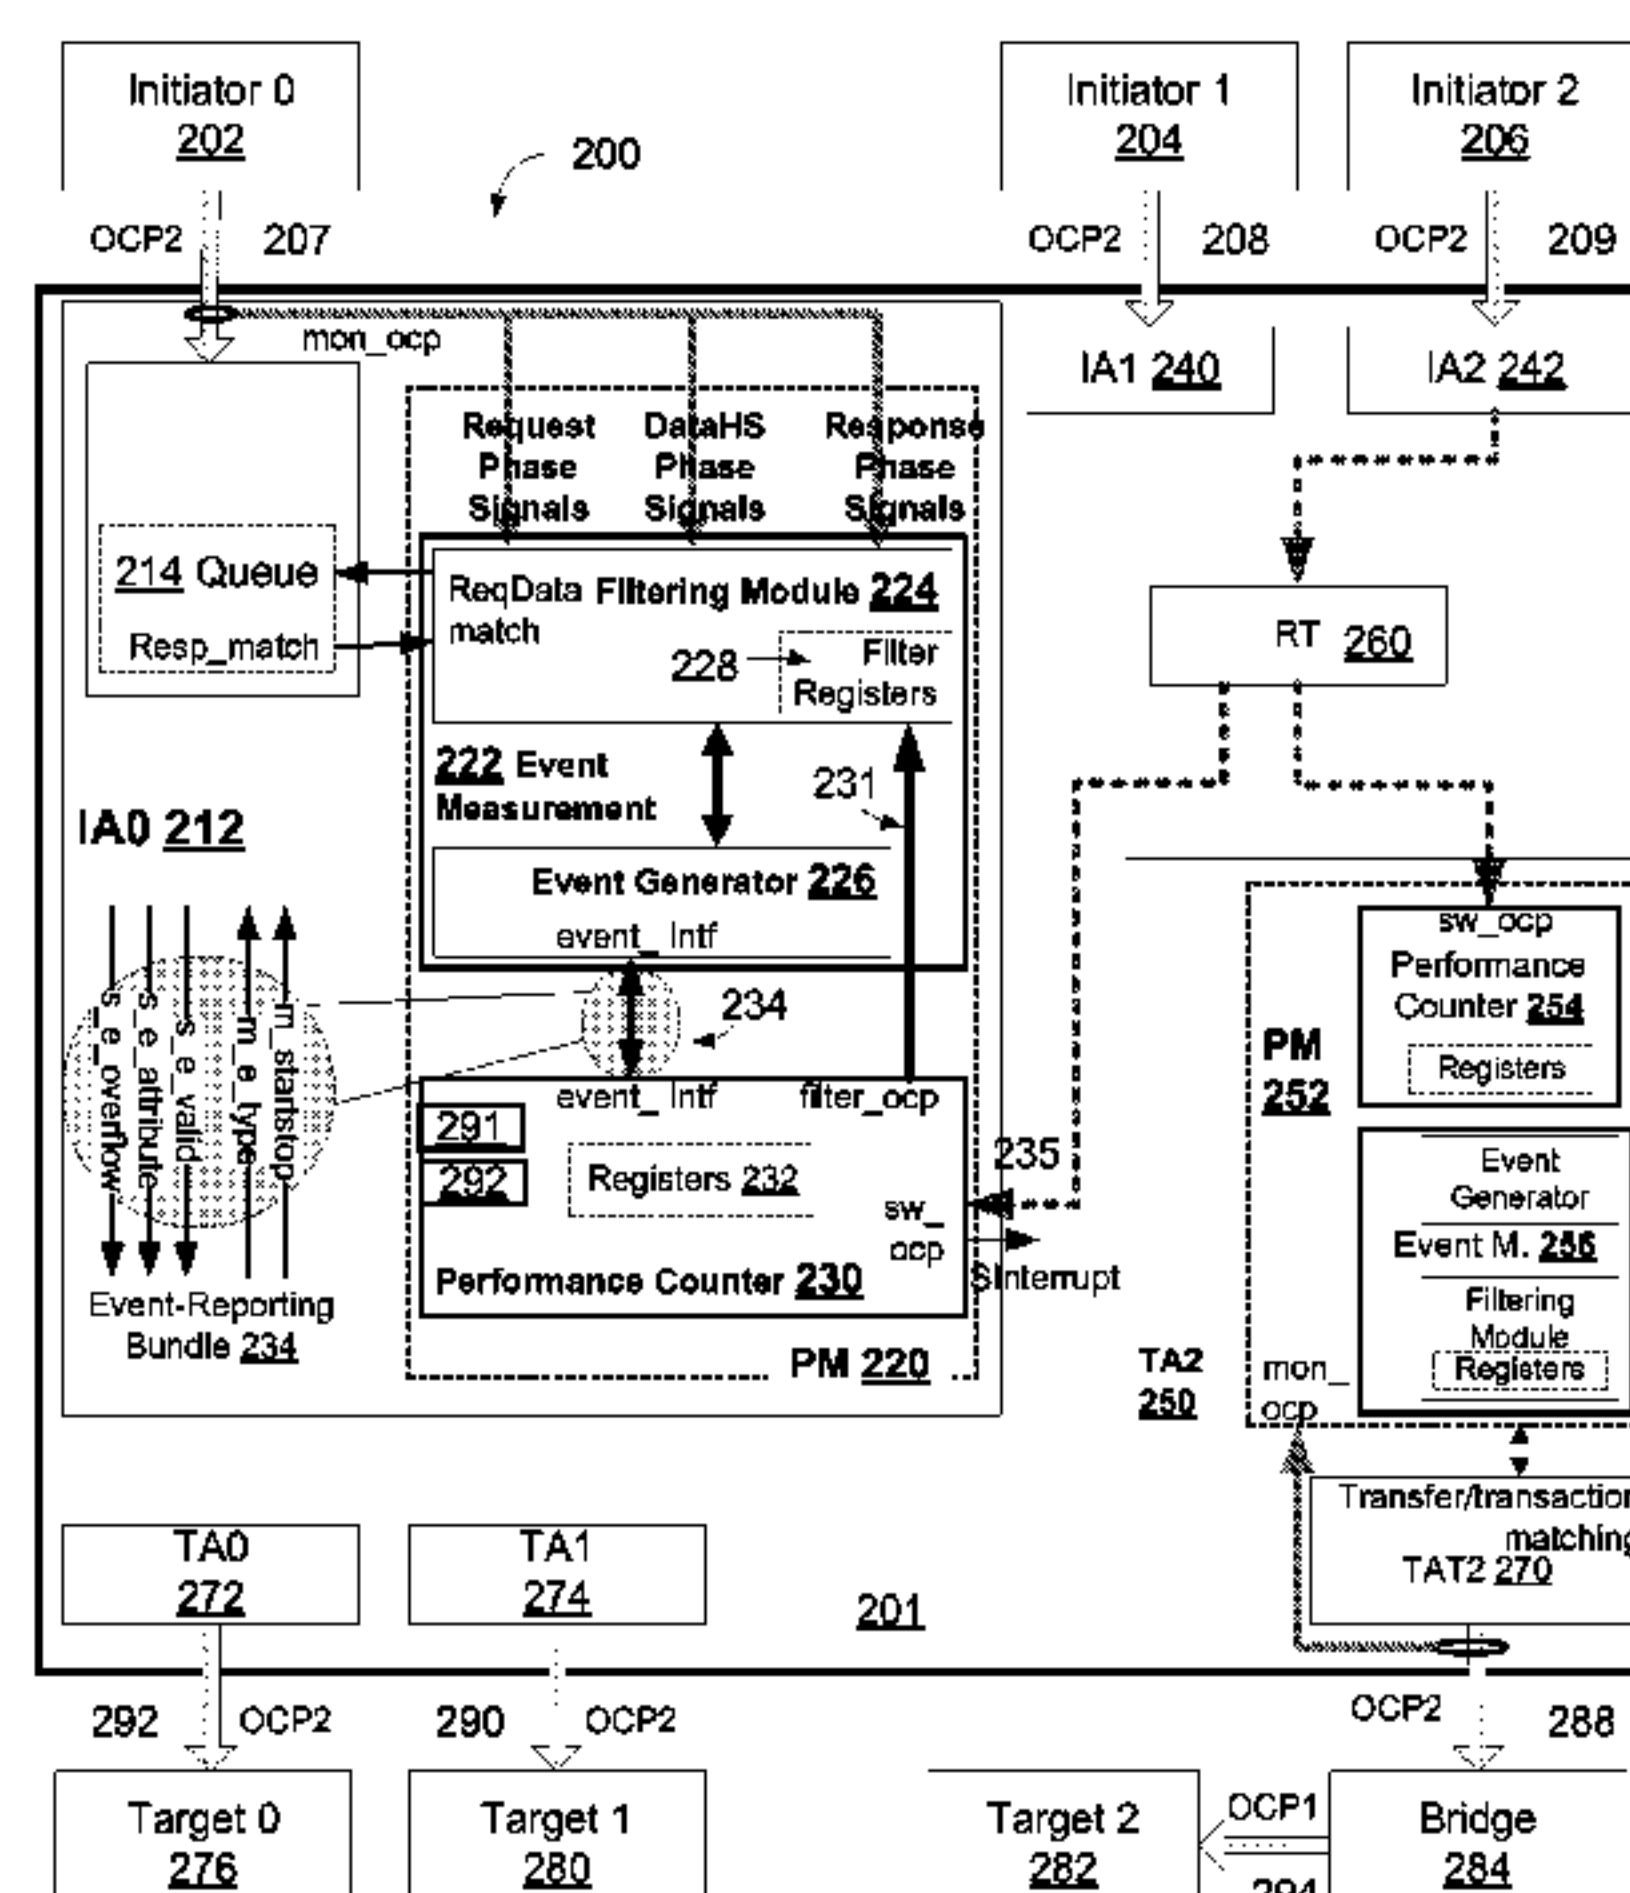 Initiator 0
202
200
Initiator 1
204
Initiator 2
206
OCP2
207
OCP2
208
OCP2
209
mon_ocp
IA1 240
IA2 242
Request
Phase
Signals
DataHS
Phase
Signals
Response
Phase
Signals
214 Queue
Resp_match
ReqData
match
Filtering Module 224
228
Filter
Registers
RT 260
222 Event
Measurement
231
IA0 212
Event Generator 226
event_ Intf
234
s_e_overflow
s_e_attribute
s_e_valid
m_e_type
m_startstop
Event-Reporting
Bundle 234
event_ Intf
filter_ocp
291
292
Registers 232
235
sw_
ocp
SInterrupt
Performance Counter 230
PM 220
sw_ocp
Performance
Counter 254
Registers
PM
252
Event
Generator
Event M. 256
Filtering
Module
Registers
TA2
250
mon_
ocp
Transfer/transaction
matching
TAT2 270
TA0
272
TA1
274
201
292
OCP2
290
OCP2
OCP2
288
Target 0
276
Target 1
280
Target 2
282
OCP1
294
Bridge
284